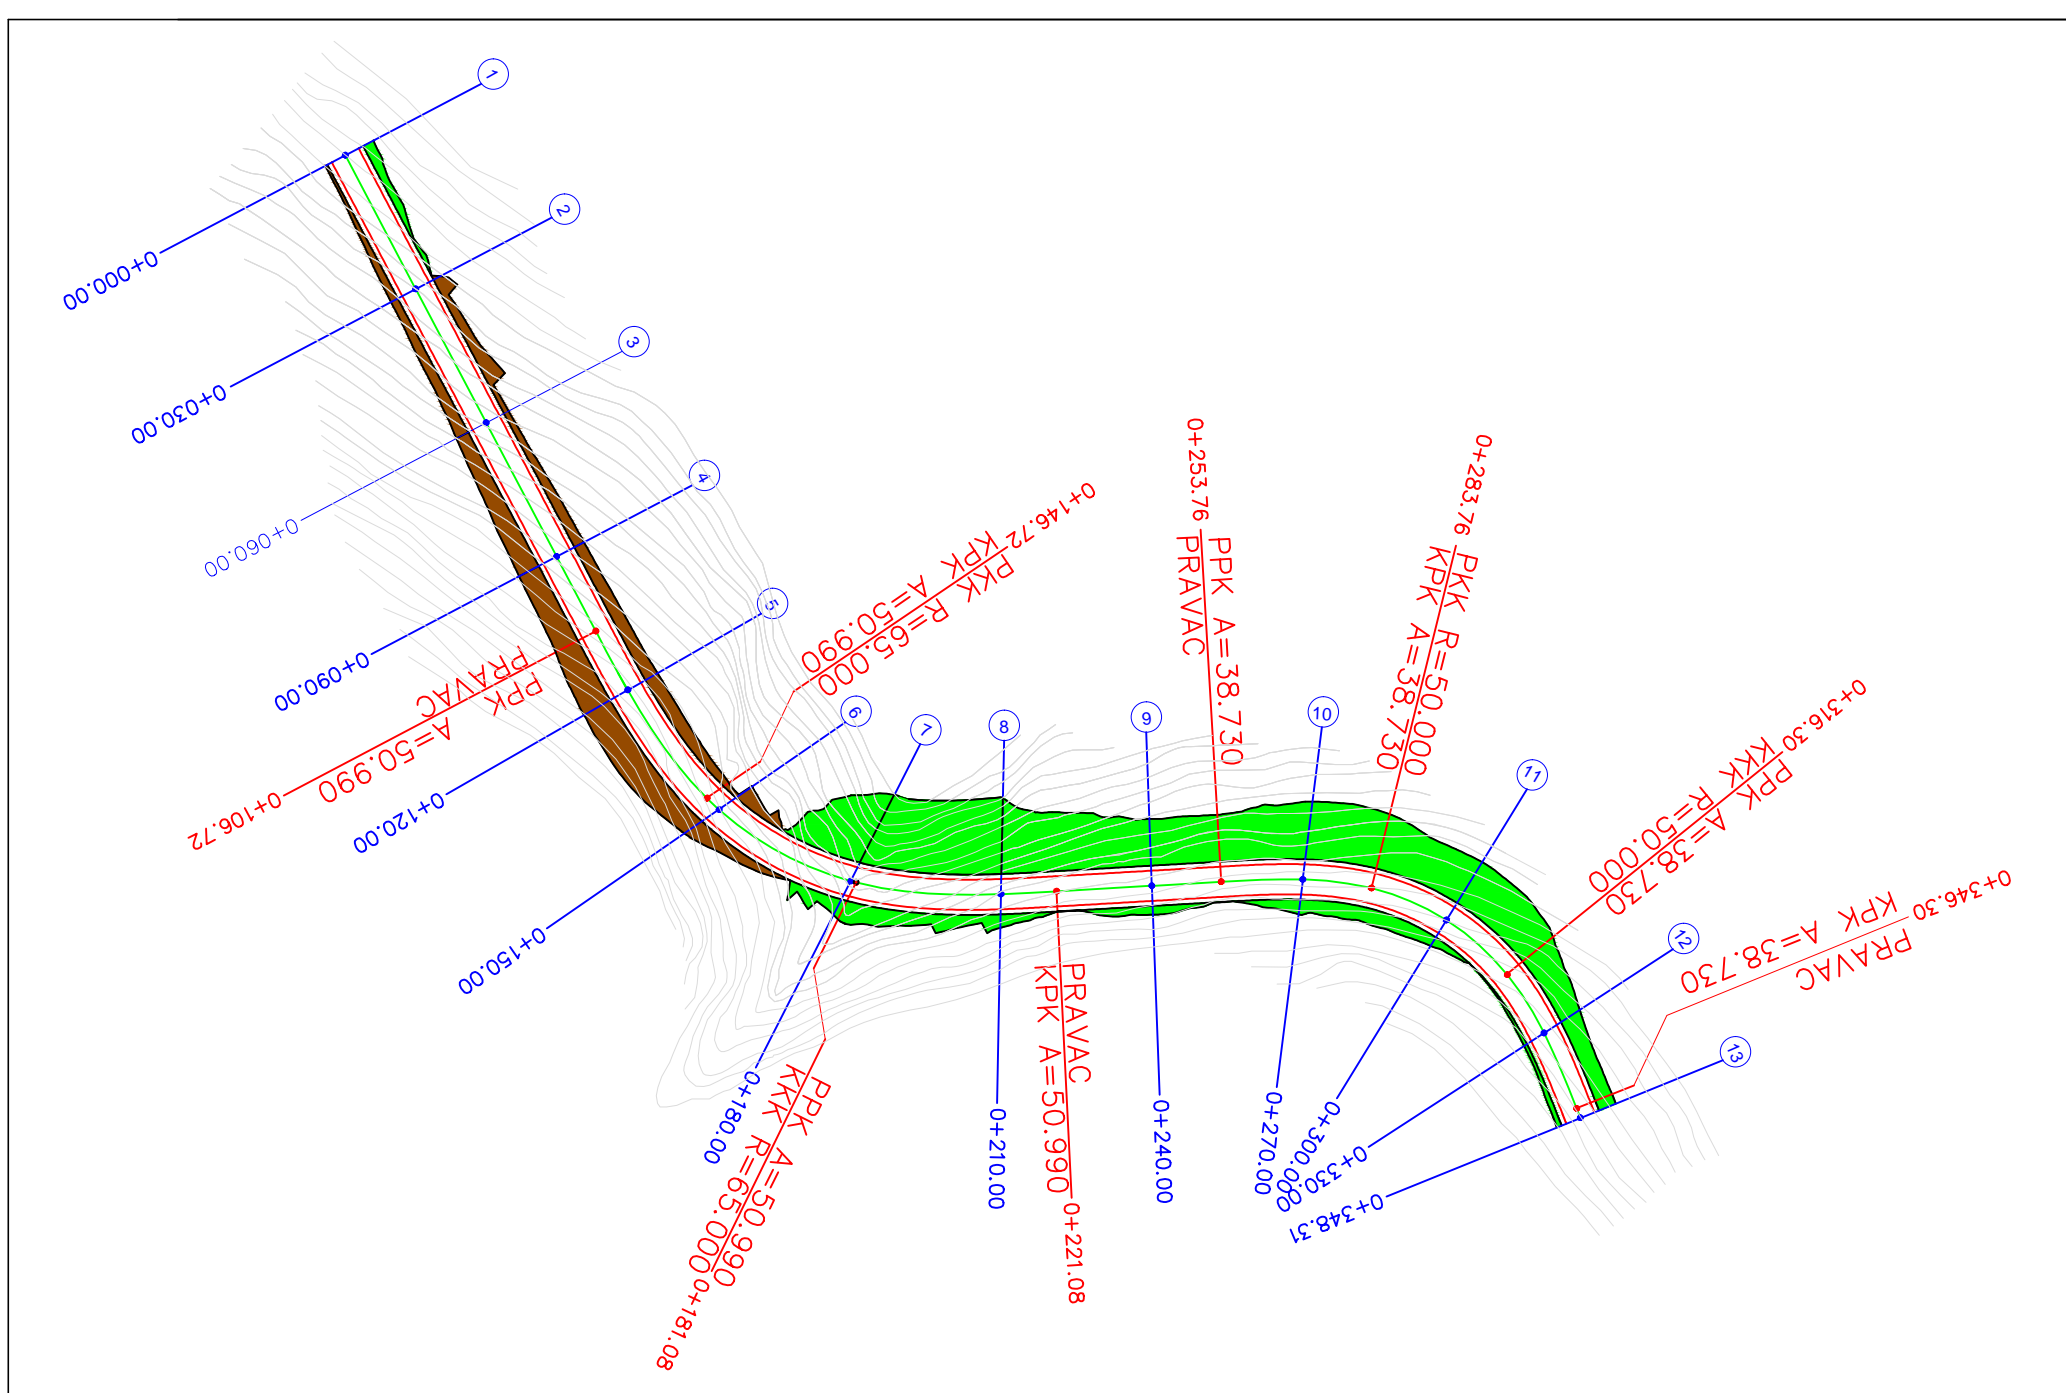 1
2
3
4
5
6
7
8
9
10
11
12
13
0+000.00
0+030.00
0+060.00
0+090.00
0+120.00
0+150.00
0+180.00
0+210.00
0+240.00
0+270.00
0+300.00
0+330.00
0+348.31
0+106.72
PRAVAC
PPK A=50.990
0+146.72
KPK A=50.990
PKK R=65.000
0+181.08
KKK R=65.000
PPK A=50.990
0+221.08
KPK A=50.990
PRAVAC
0+253.76
PRAVAC
PPK A=38.730
0+283.76
KPK A=38.730
PKK R=50.000
0+316.30
KKK R=50.000
PPK A=38.730
0+346.30
KPK A=38.730
PRAVAC